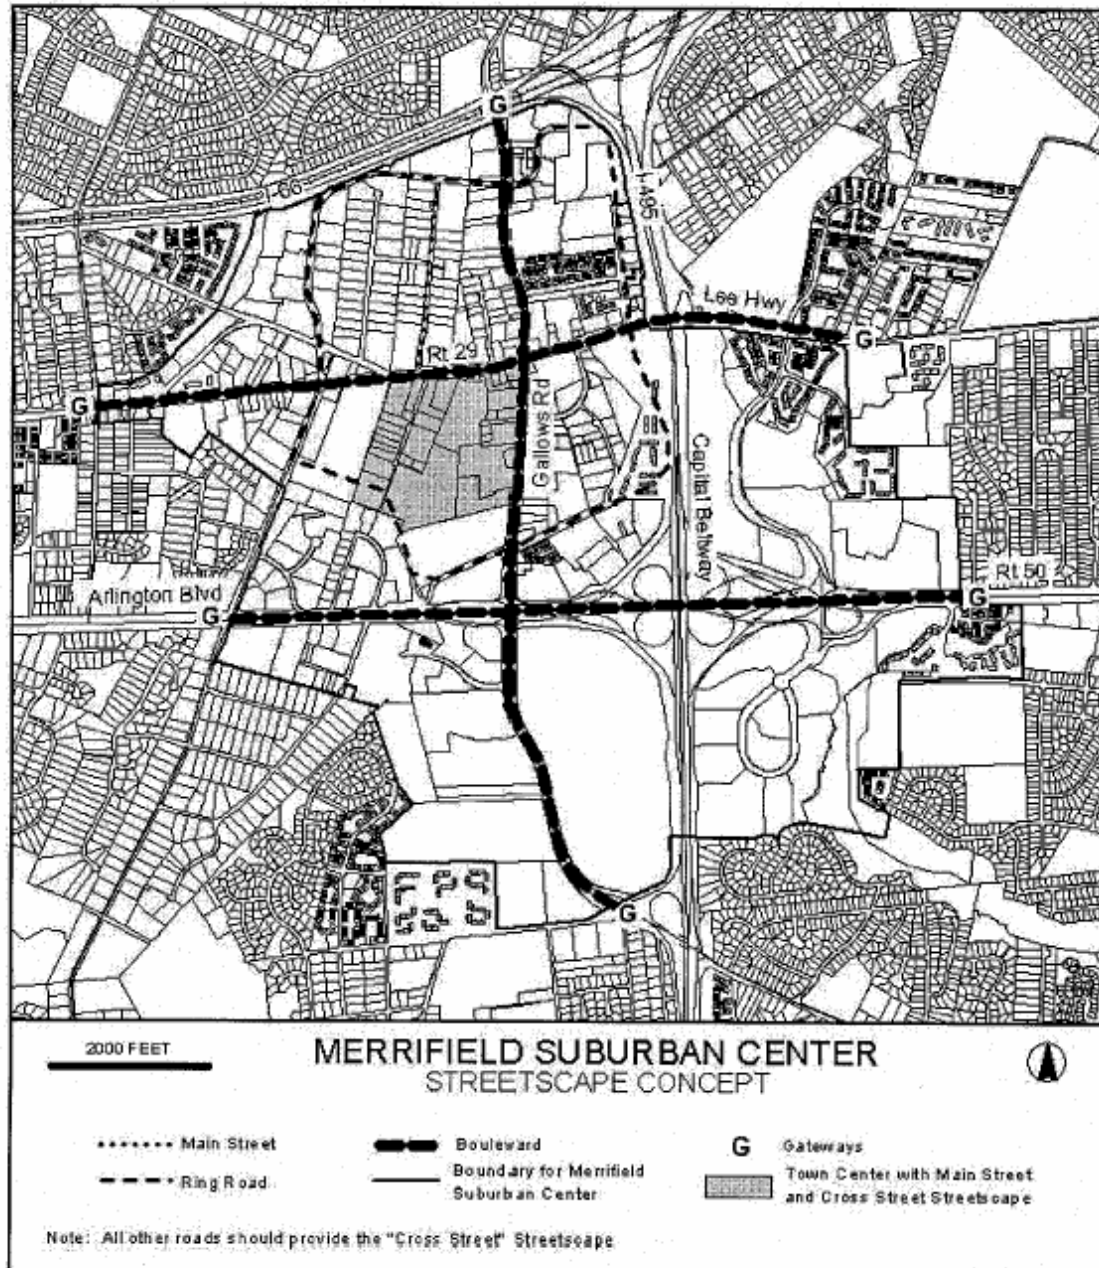 G
66
I-495
Lee Hwy
G
Rt 29
G
Gallows Rd
Capital Beltway
Rt 50
Arlington Blvd
G
G
G
2000 FEET
MERRIFIELD SUBURBAN CENTER
STREETSCAPE CONCEPT
Main Street
Boulevard
G
Gateways
Ring Road
Boundary for Merrifield
Suburban Center
Town Center with Main Street
and Cross Street Streetscape
Note: All other roads should provide the "Cross Street" Streetscape